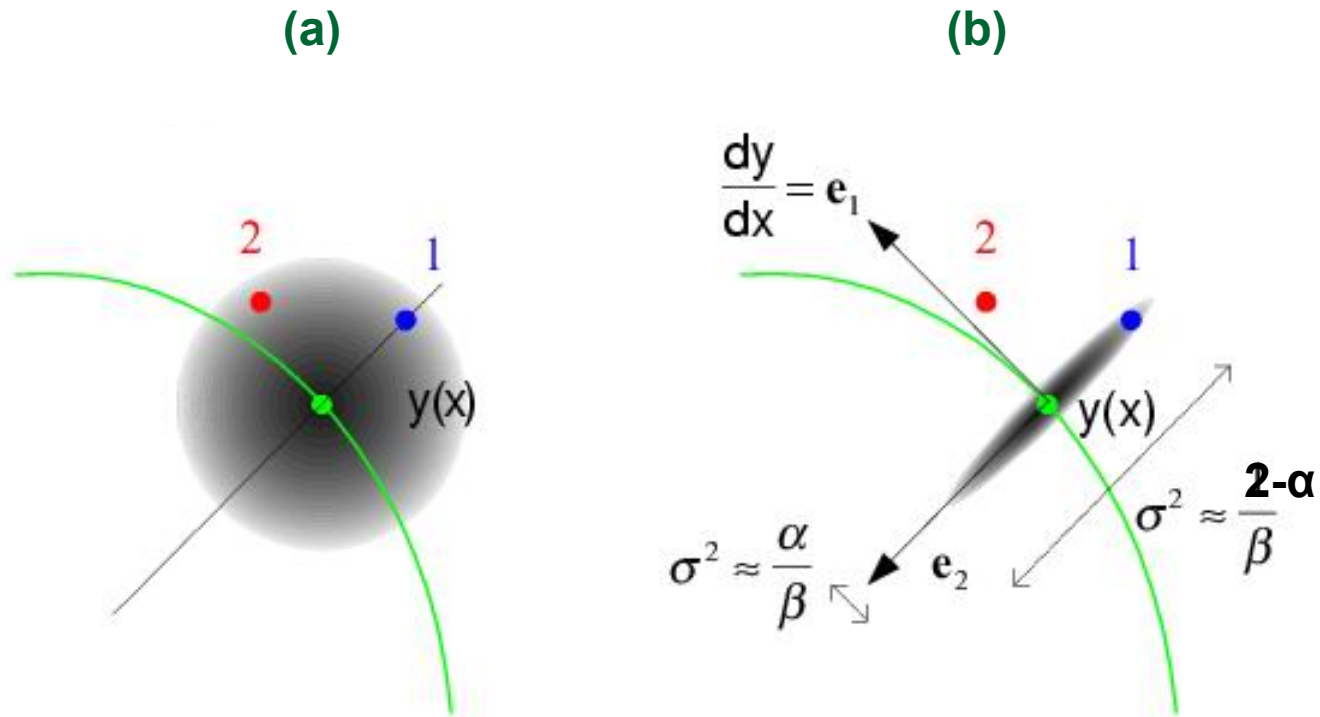 (a)
(b)
2
1
y(x)
dy
dx
= e₁
2
1
y(x)
σ² ≈ α/β
e₂
σ² ≈ 2-α/β